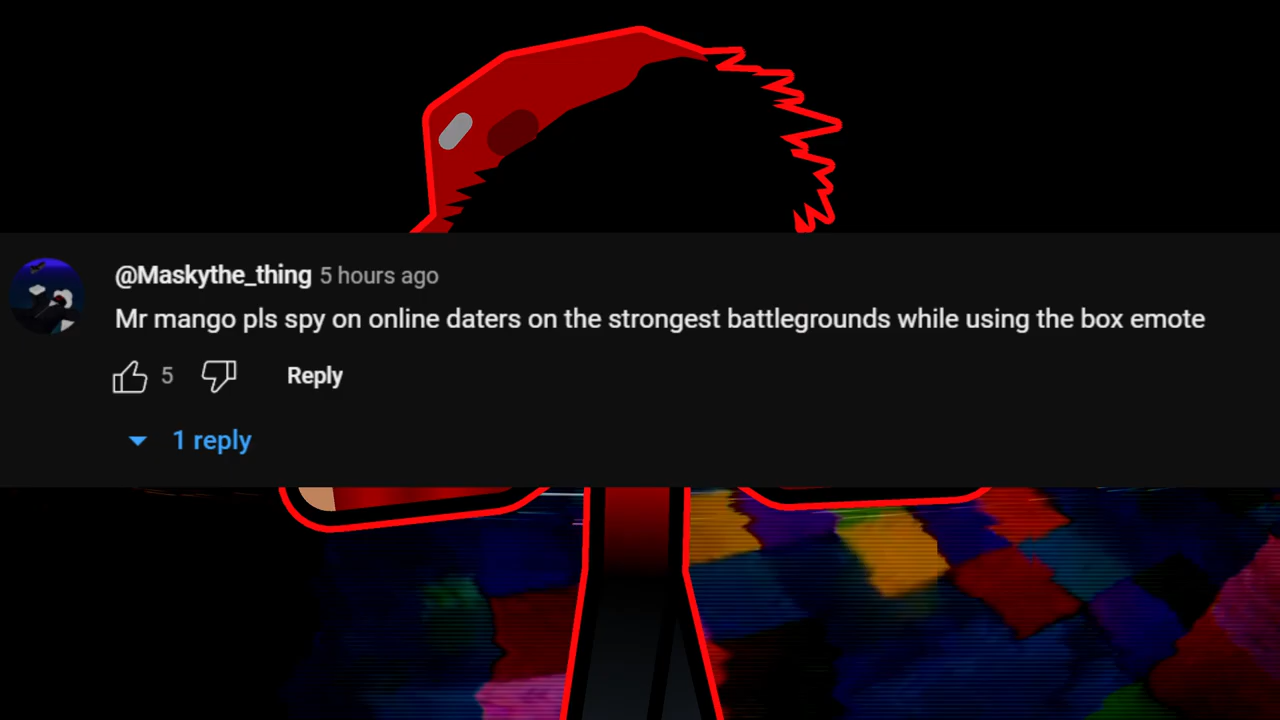 @Maskythe_thing 5 hours ago
Mr mango pls spy on online daters on the strongest battlegrounds while using the box emote
5 Reply
1 reply